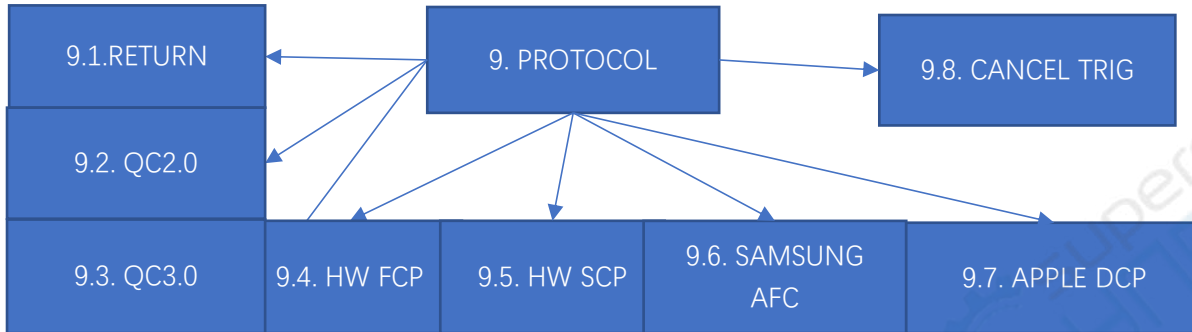 9.1.RETURN
9. PROTOCOL
9.8. CANCEL TRIG
9.2. QC2.0
9.3. QC3.0
9.4. HW FCP
9.5. HW SCP
9.6. SAMSUNG
AFC
9.7. APPLE DCP